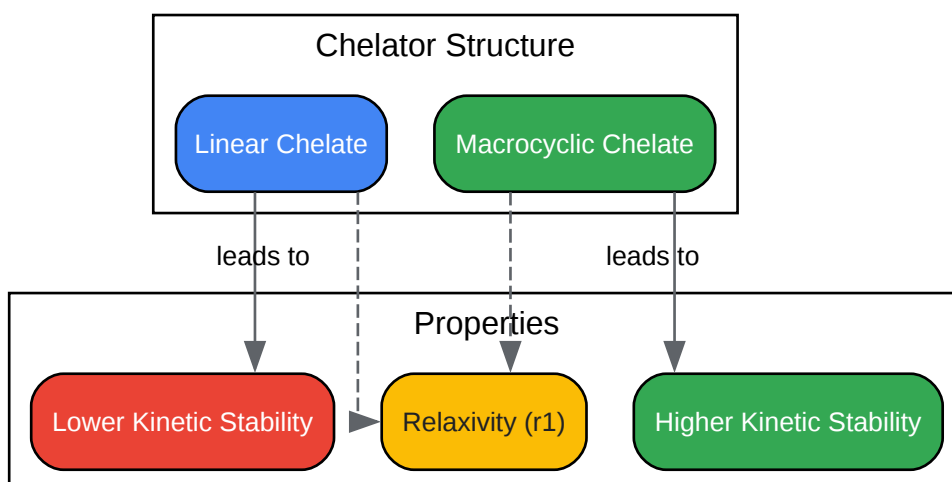 Chelator Structure
Linear Chelate
Macrocyclic Chelate
leads to
leads to
Properties
Lower Kinetic Stability
Relaxivity (r1)
Higher Kinetic Stability